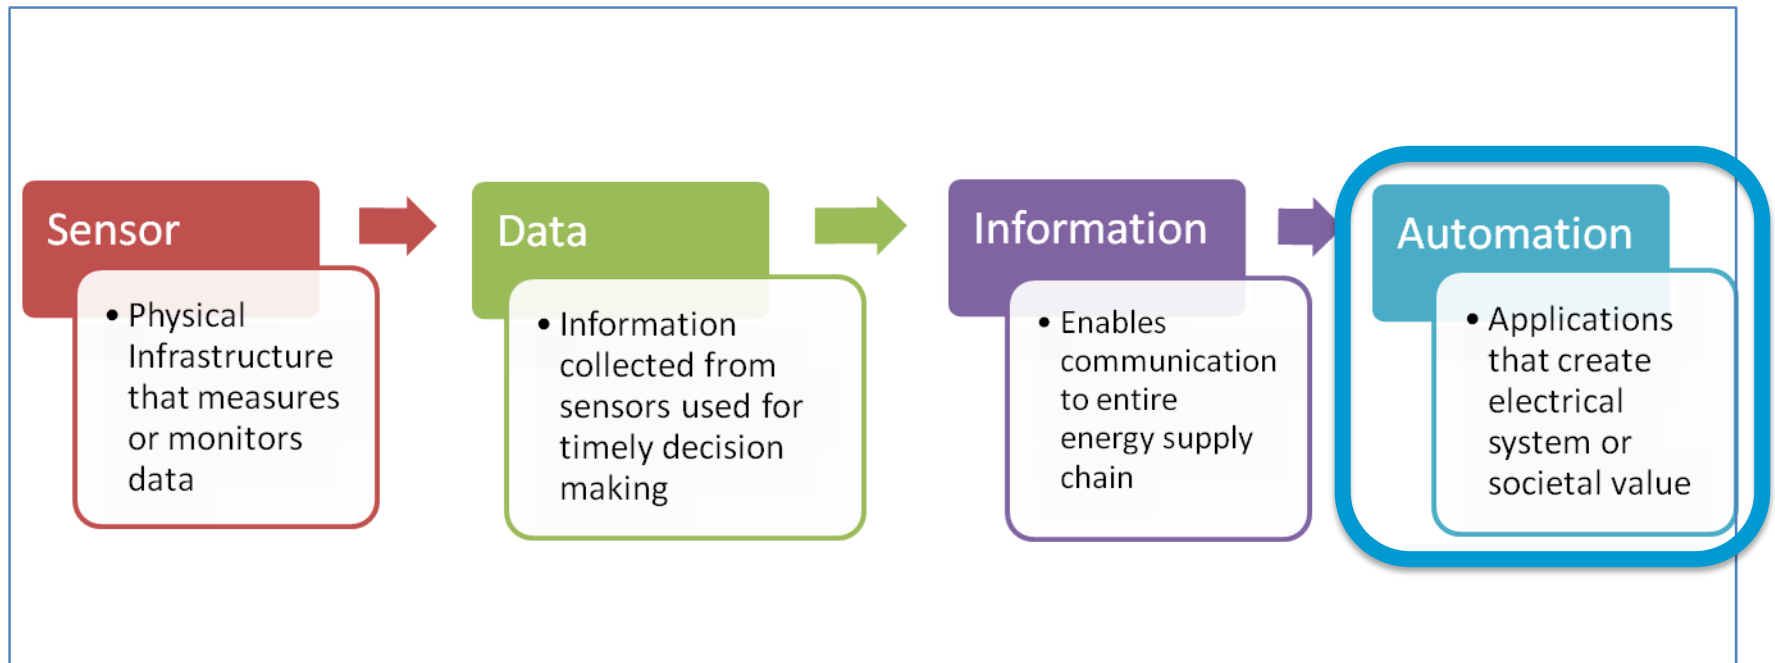 Sensor
• Physical
Infrastructure
that measures
or monitors
data
Data
• Information
collected from
sensors used for
timely decision
making
Information
• Enables
communication
to entire
energy supply
chain
Automation
• Applications
that create
electrical
system or
societal value